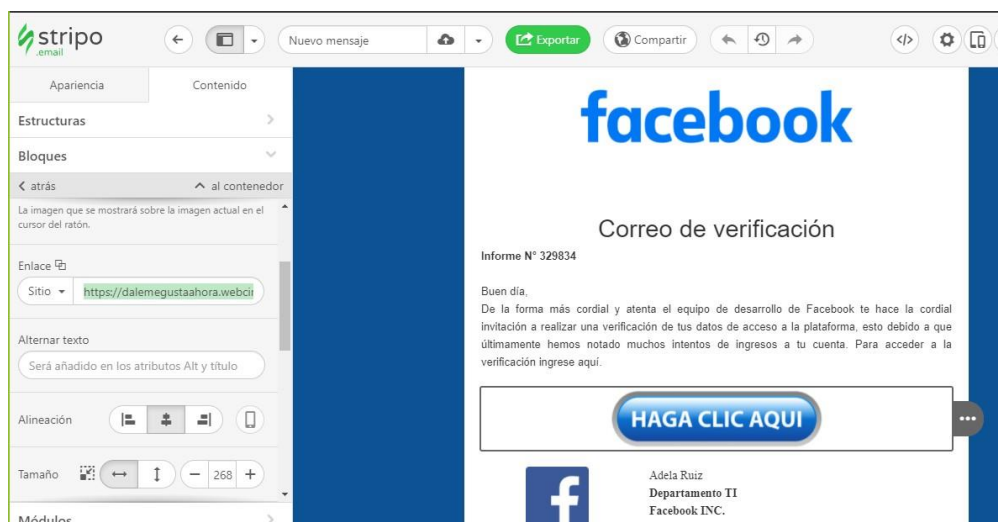 stripo
.email
Nuevo mensaje
Exportar
Compartir
</>
Apariencia
Contenido
Estructuras
Bloques
atrás
al contenedor
La imagen que se mostrará sobre la imagen actual en el
cursor del ratón.
Enlace
Sitio
https://dalemegustaahora.webcin
Alternar texto
Será añadido en los atributos Alt y título
Alineación
Tamaño
268
Módulos
facebook
Correo de verificación
Informe N° 329834
Buen día,
De la forma más cordial y atenta el equipo de desarrollo de Facebook te hace la cordial
invitación a realizar una verificación de tus datos de acceso a la plataforma, esto debido a que
últimamente hemos notado muchos intentos de ingresos a tu cuenta. Para acceder a la
verificación ingrese aquí.
HAGA CLIC AQUI
Adela Ruiz
Departamento TI
Facebook INC.